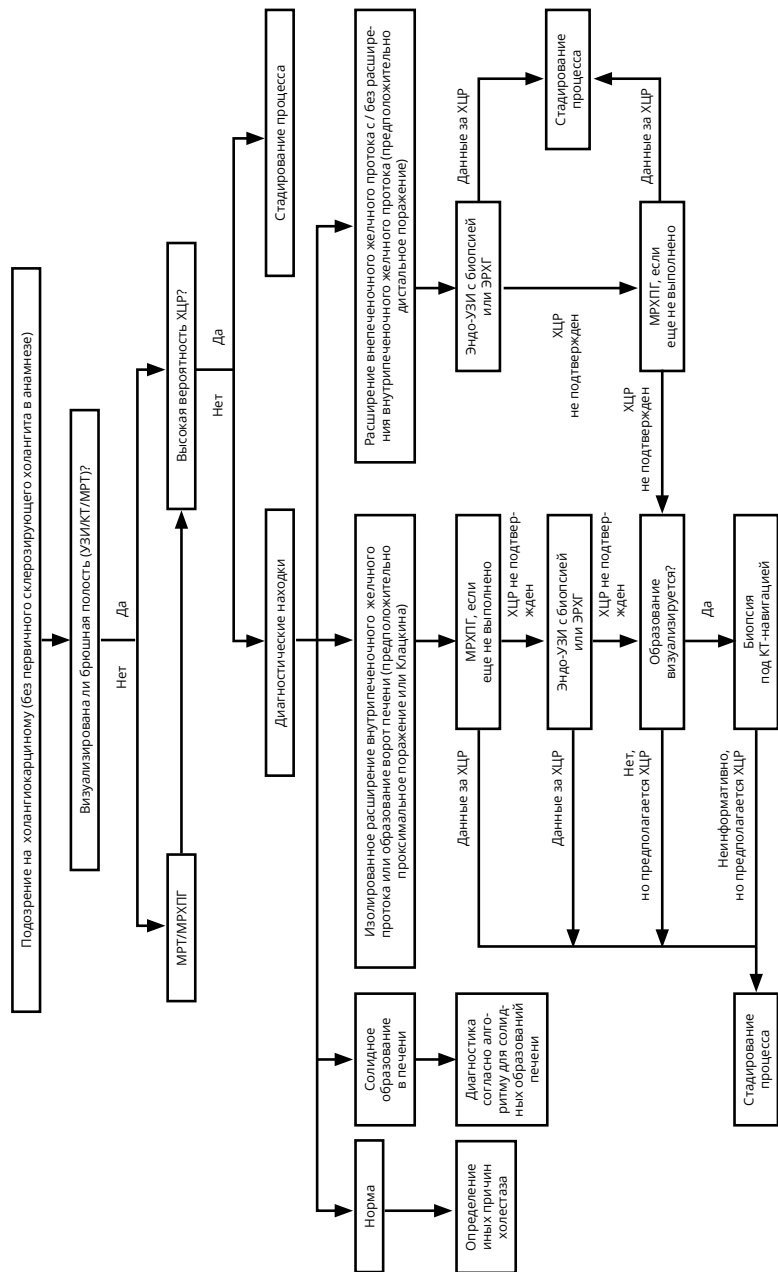 Подозрение на холангиокарциному (без первичного склерозирующего холангита в анамнезе)
Визуализирована ли брюшная полость (УЗИ/КТ/МРТ)?
Нет
Да
МРТ/МРХПГ
Высокая вероятность ХЦР?
Нет
Да
Диагностические находки
Стадирование процесса
Норма
Солидное
образование
в печени
Изолированное расширение внутрипеченочного желчного
протока или образование ворот печени (предположительно
проксимальное поражение или Клацкина)
Расширение внепеченочного желчного протока с / без расшире-
ния внутрипеченочного желчного протока (предположительно
дистальное поражение)
Определение
иных причин
холестаза
Диагностика
согласно алго-
ритму для солид-
ных образований
печени
Данные за ХЦР
МРХПГ, если
еще не выполнено
ХЦР не подтвер-
жден
Данные за ХЦР
Эндо-УЗИ с биопсией
или ЭРХГ
ХЦР не подтвер-
жден
Нет,
но предполагается ХЦР
Образование
визуализируется?
Да
Неинформативно,
но предполагается ХЦР
Биопсия
под КТ-навигацией
Стадирование
процесса
Эндо-УЗИ с биопсией
или ЭРХГ
Данные за ХЦР
ХЦР
не подтвержден
МРХПГ, если
еще не выполнено
Данные за ХЦР
ХЦР
не подтвержден
Стадирование
процесса